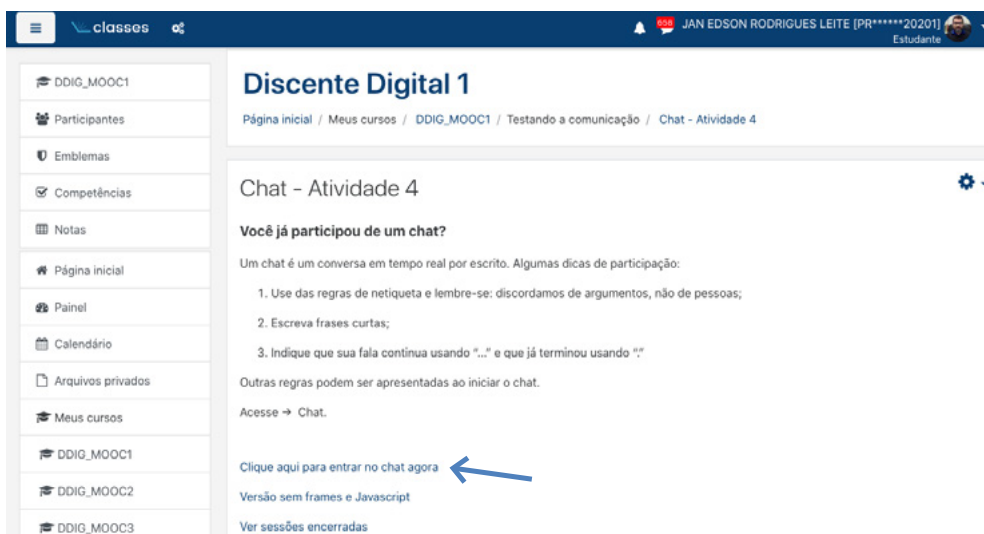 classes
658
JAN EDSON RODRIGUES LEITE [PR******20201]
Estudante
DDIG_MOOC1
Participantes
Emblemas
Competências
Notas
Página inicial
Painel
Calendário
Arquivos privados
Meus cursos
DDIG_MOOC1
DDIG_MOOC2
DDIG_MOOC3
Discente Digital 1
Página inicial / Meus cursos / DDIG_MOOC1 / Testando a comunicação / Chat - Atividade 4
Chat - Atividade 4
Você já participou de um chat?
Um chat é um conversa em tempo real por escrito. Algumas dicas de participação:
1. Use das regras de netiqueta e lembre-se: discordamos de argumentos, não de pessoas;
2. Escreva frases curtas;
3. Indique que sua fala continua usando “...” e que já terminou usando “.”
Outras regras podem ser apresentadas ao iniciar o chat.
Acesse → Chat.
Clique aqui para entrar no chat agora
Versão sem frames e Javascript
Ver sessões encerradas